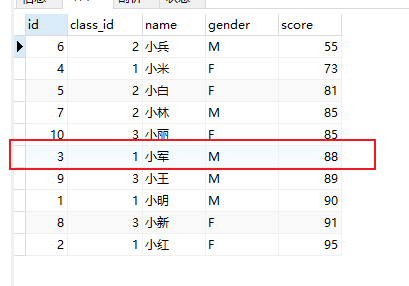 id class_id name gender score
6 2 小兵 M 55
4 1 小米 F 73
5 2 小白 F 81
7 2 小林 M 85
10 3 小丽 F 85
3 1 小军 M 88
9 3 小王 M 89
1 1 小明 M 90
8 3 小新 F 91
2 1 小红 F 95